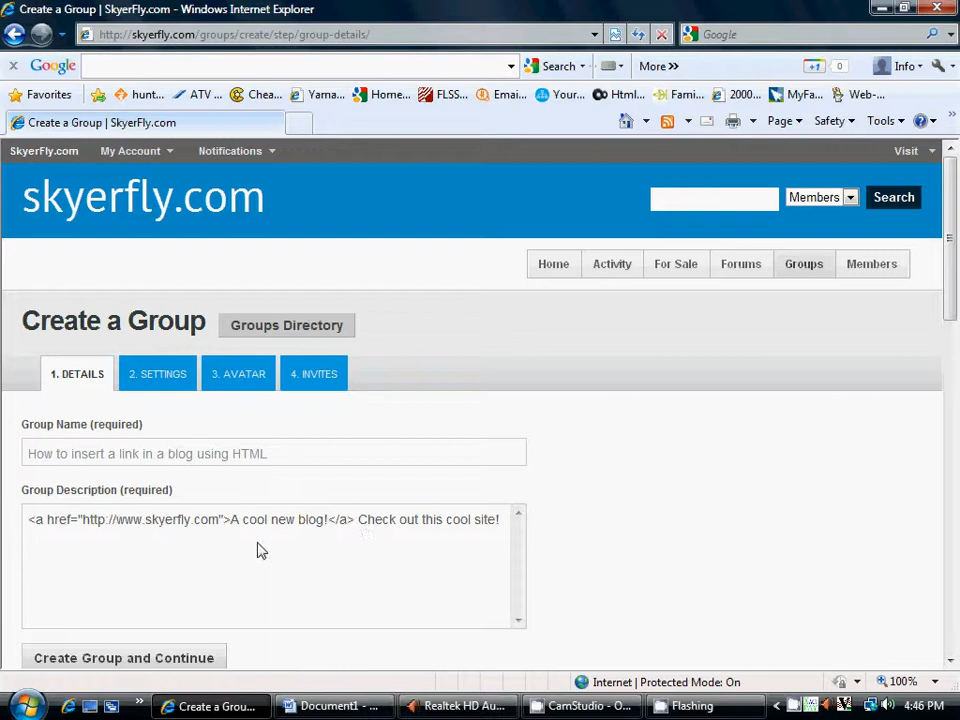 Create a Group | SkyerFly.com - Windows Internet Explorer
http://skyerfly.com/groups/create/step/group-details/
Google
Google Search More >> +1 0 Info
Favorites hunt... ATV ... Chea... Yarna... Home... FLSS... Emai... Your... Html... Fami... 2000... MyFa... Web-...
Create a Group | SkyerFly.com
Page Safety Tools
SkyerFly.com My Account Notifications Visit
skyerfly.com
Members Search
Home Activity For Sale Forums Groups Members
Create a Group Groups Directory
1. DETAILS 2. SETTINGS 3. AVATAR 4. INVITES
Group Name (required)
How to insert a link in a blog using HTML
Group Description (required)
<a href="http://www.skyerfly.com">A cool new blog!</a> Check out this cool site!
Create Group and Continue
Internet | Protected Mode: On 100%
Create a Grou... Document1 - ... Realtek HD Au... CamStudio - O... Flashing 4:46 PM